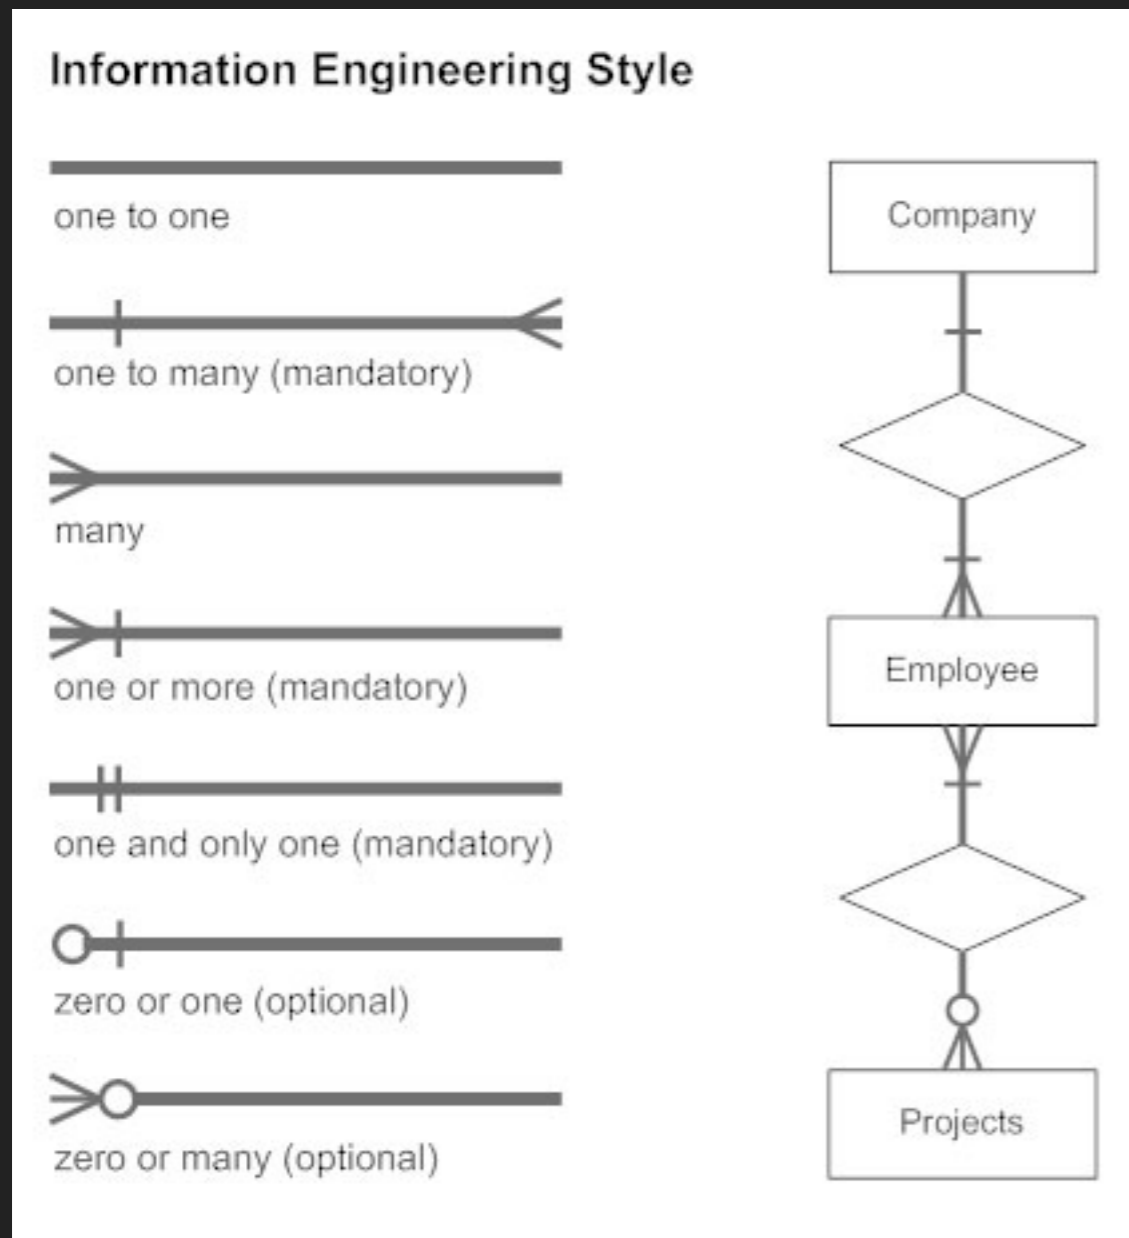 Information Engineering Style
one to one
one to many (mandatory)
many
one or more (mandatory)
one and only one (mandatory)
zero or one (optional)
zero or many (optional)
Company
Employee
Projects